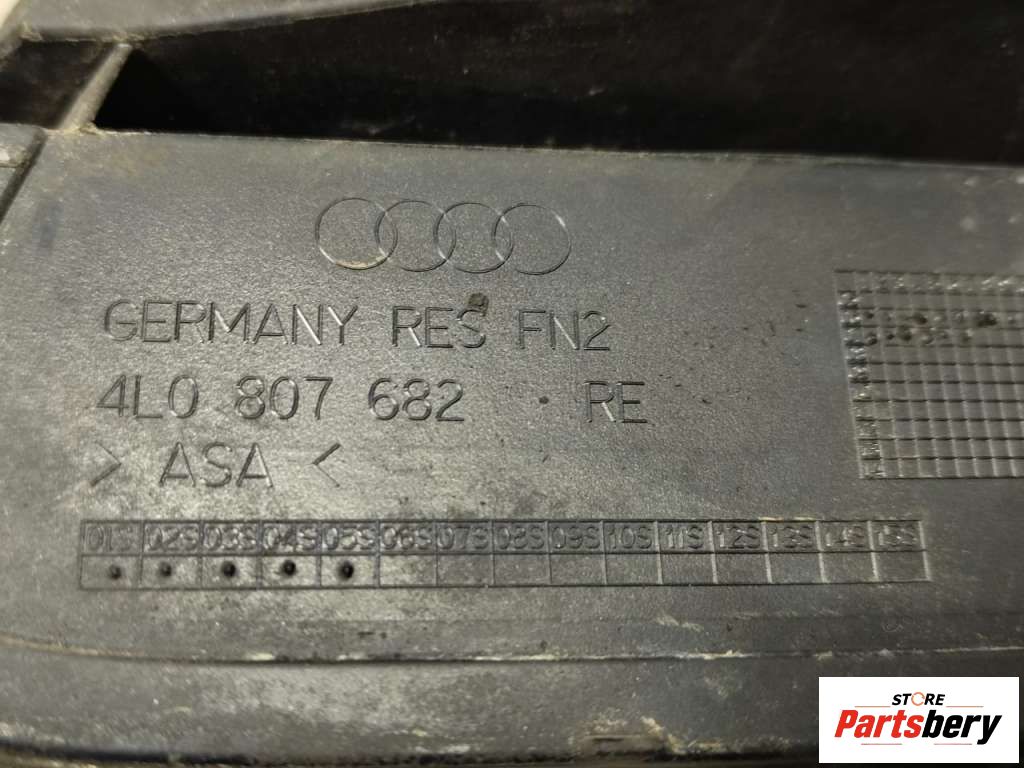 GERMANY RES FN2
4L0 807 682 RE
> ASA <
01S 02S 03S 04S 05S 06S 07S 08S 09S 10S 11S 12S 13S 14S 15S
STORE
Partsbery